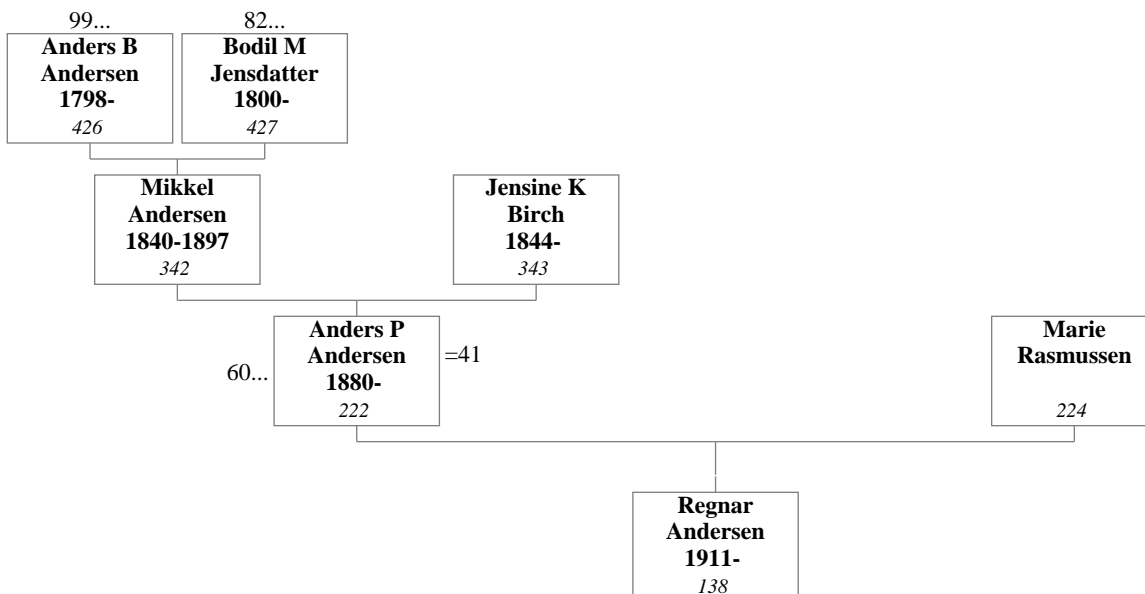 99...
82...
Anders B
Andersen
1798-
426
Bodil M
Jensdatter
1800-
427
Mikkel
Andersen
1840-1897
342
Jensine K
Birch
1844-
343
60...
Anders P
Andersen
1880-
222
=41
Marie
Rasmussen
224
Regnar
Andersen
1911-
138